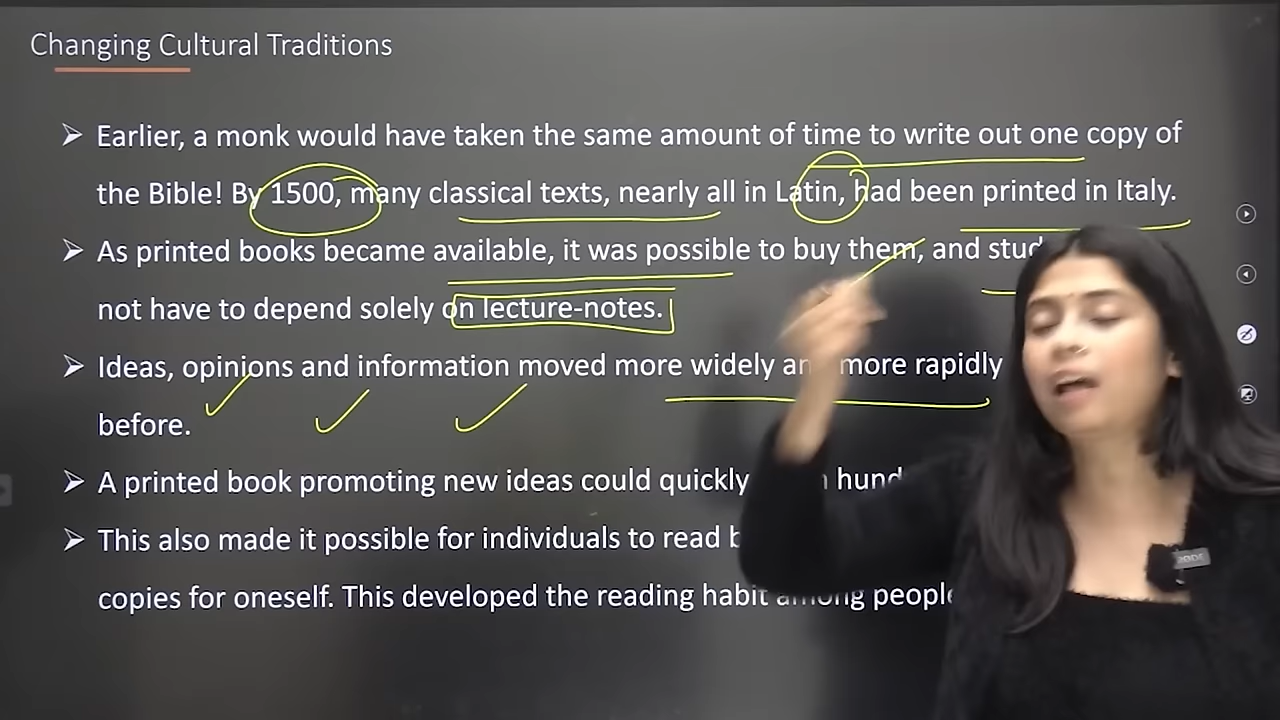 Changing Cultural Traditions
➤ Earlier, a monk would have taken the same amount of time to write out one copy of
the Bible! By 1500, many classical texts, nearly all in Latin, had been printed in Italy.
➤ As printed books became available, it was possible to buy them, and
not have to depend solely on lecture-notes.
➤ Ideas, opinions and information moved more widely more rapidly
before.
➤ A printed book promoting new ideas could quickly
➤ This also made it possible for individuals to read
copies for oneself. This developed the reading habit among